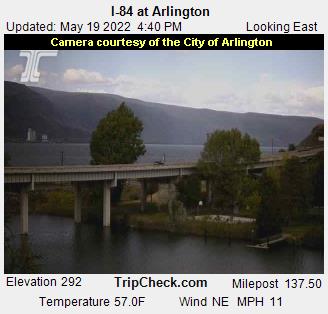 I-84 at Arlington
Updated: May 19 2022 4:40 PM Looking East
Camera courtesy of the City of Arlington
Elevation 292 TripCheck.com Milepost 137.50
Temperature 57.0F Wind NE MPH 11